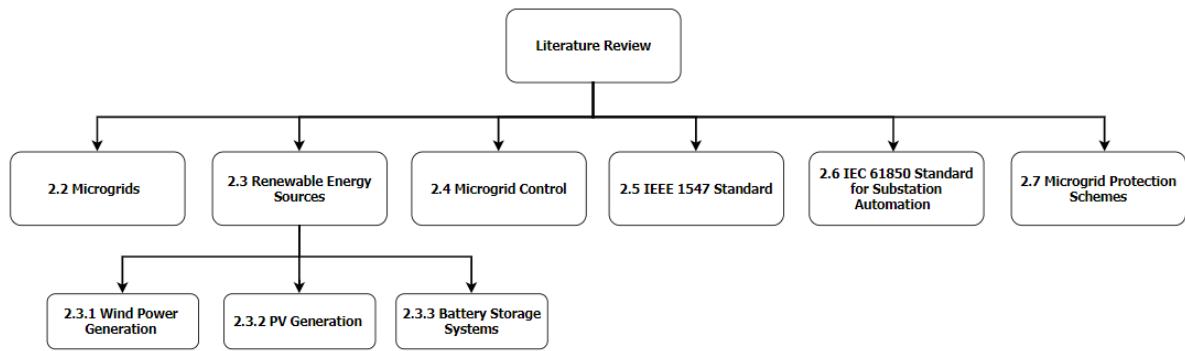 Literature Review
2.2 Microgrids
2.3 Renewable Energy
Sources
2.4 Microgrid Control
2.5 IEEE 1547 Standard
2.6 IEC 61850 Standard
for Substation
Automation
2.7 Microgrid Protection
Schemes
2.3.1 Wind Power
Generation
2.3.2 PV Generation
2.3.3 Battery Storage
Systems